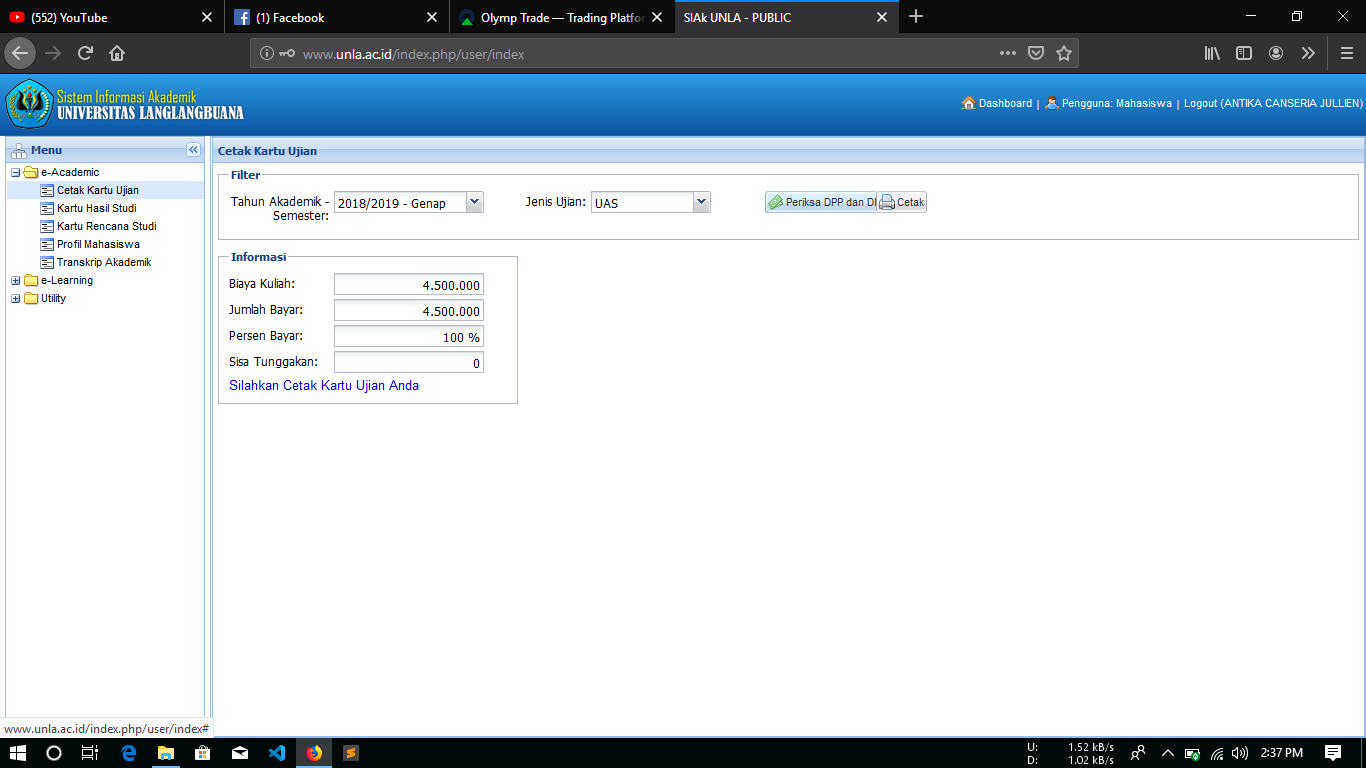 (552) YouTube
(1) Facebook
Olymp Trade — Trading Platfor
SIAk UNLA - PUBLIC
www.unla.ac.id/index.php/user/index
Sistem Informasi Akademik
UNIVERSITAS LANGLANGBUANA
Dashboard | Pengguna: Mahasiswa | Logout (ANTIKA CANSERIA JULLIEN)
Menu
e-Academic
Cetak Kartu Ujian
Kartu Hasil Studi
Kartu Rencana Studi
Profil Mahasiswa
Transkrip Akademik
e-Learning
Utility
Cetak Kartu Ujian
Filter
Tahun Akademik - Semester: 2018/2019 - Genap
Jenis Ujian: UAS
Periksa DPP dan D
Cetak
Informasi
Biaya Kuliah: 4.500.000
Jumlah Bayar: 4.500.000
Persen Bayar: 100 %
Sisa Tunggakan: 0
Silahkan Cetak Kartu Ujian Anda
www.unla.ac.id/index.php/user/index#
U: 1.52 kB/s
D: 1.02 kB/s
2:37 PM